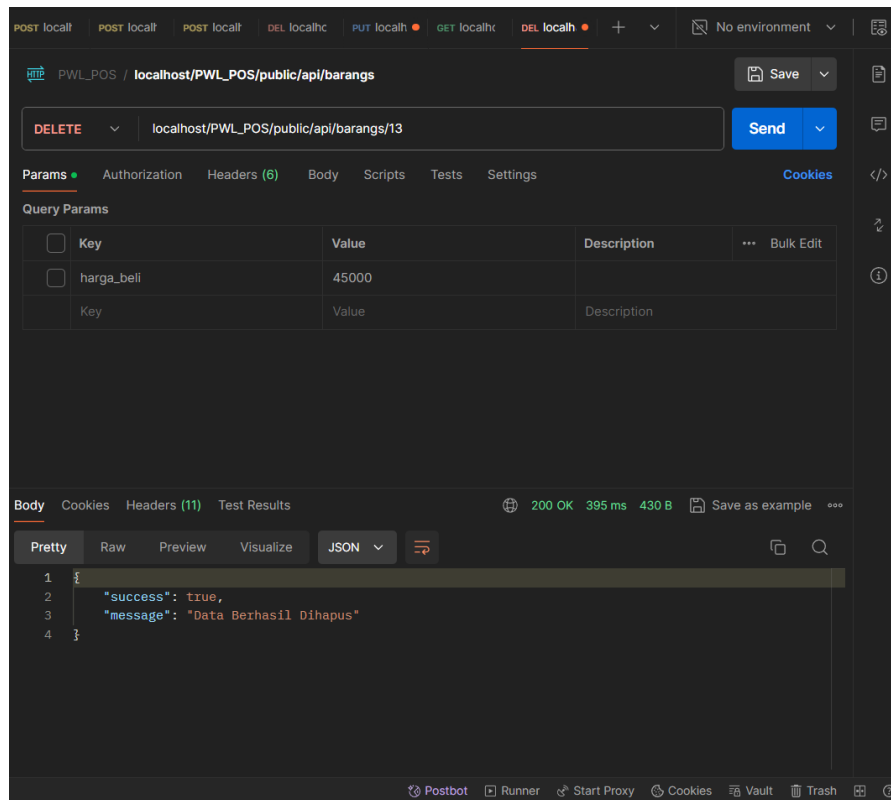 POST localh POST localh POST localh DEL localhc PUT localh GET localhc DEL localh No environment
HTTP PWL_POS / localhost/PWL_POS/public/api/barangs Save
DELETE localhost/PWL_POS/public/api/barangs/13 Send
Params Authorization Headers (6) Body Scripts Tests Settings Cookies
Query Params
Key Value Description ••• Bulk Edit
harga_beli 45000
Key Value Description
Body Cookies Headers (11) Test Results 200 OK 395 ms 430 B Save as example
Pretty Raw Preview Visualize JSON
1 {
2 "success": true,
3 "message": "Data Berhasil Dihapus"
4 }
Postbot Runner Start Proxy Cookies Vault Trash